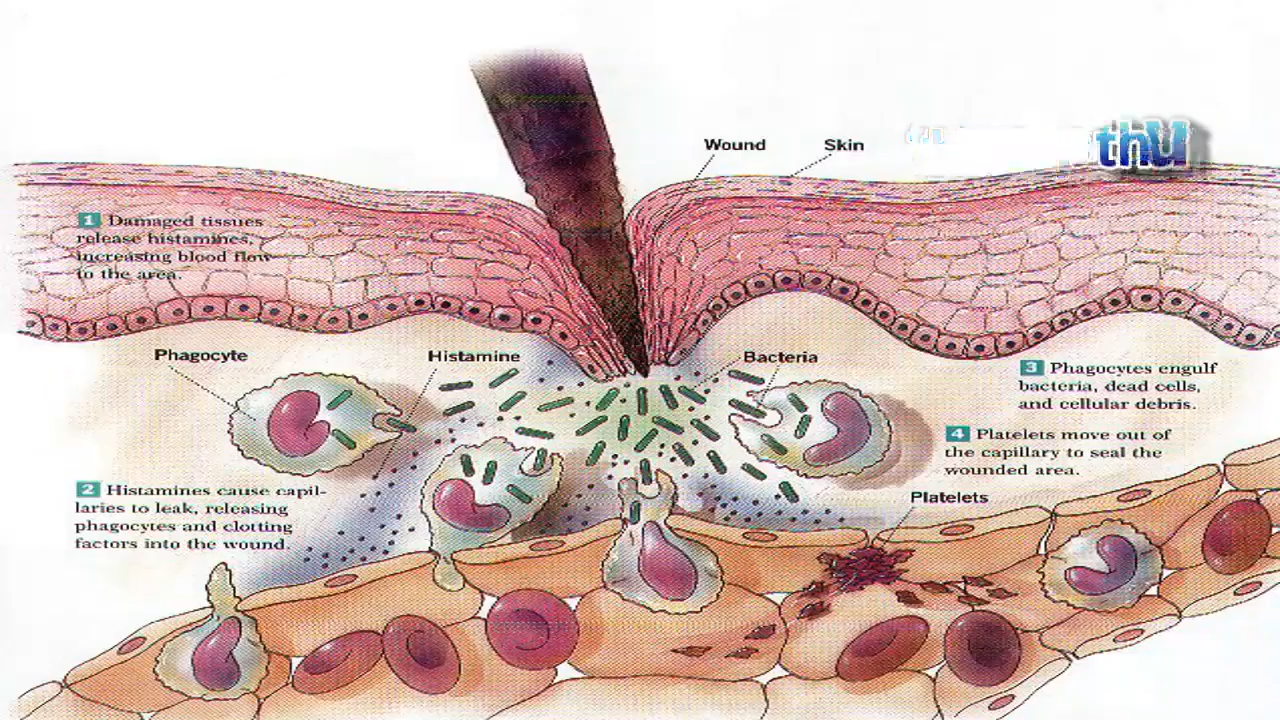 Wound
Skin
thU
1 Damaged tissues
release histamines,
increasing blood flow
to the area.
Phagocyte
Histamine
Bacteria
3 Phagocytes engulf
bacteria, dead cells,
and cellular debris.
4 Platelets move out of
the capillary to seal the
wounded area.
2 Histamines cause capil-
laries to leak, releasing
phagocytes and clotting
factors into the wound.
Platelets